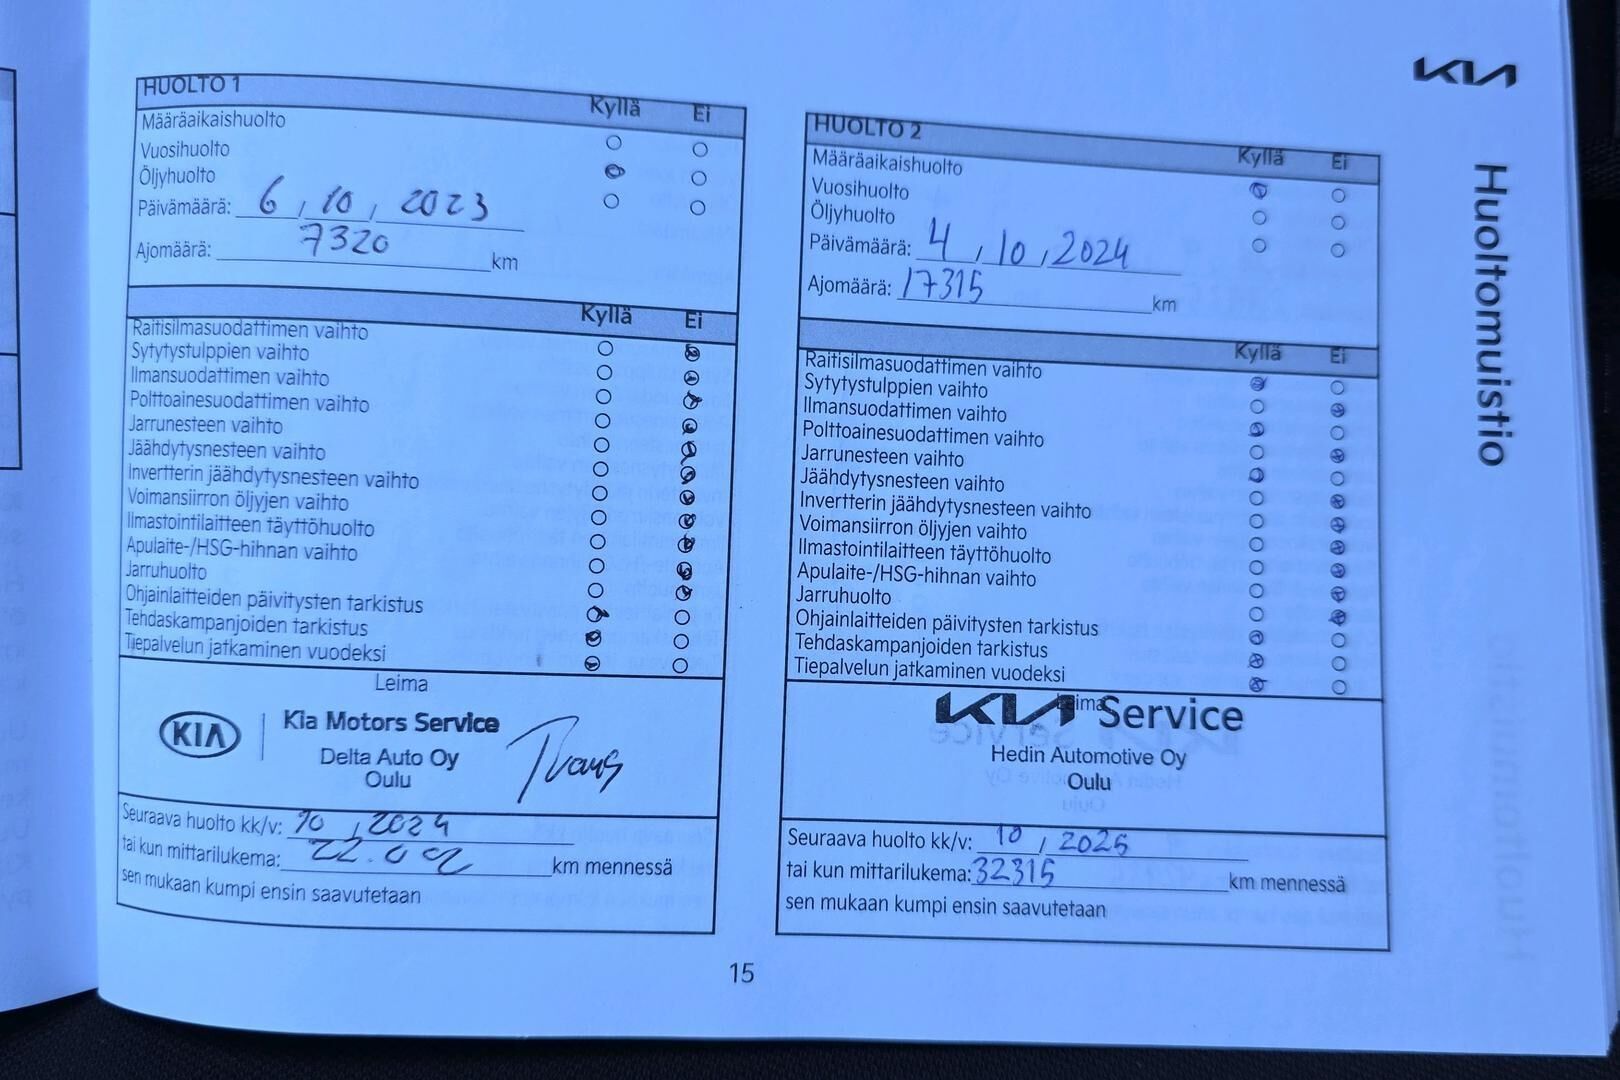 KIA
Huoltomuistio
HUOLTO 1
Kyllä Ei
Määräaikaishuolto
Vuosihuolto
Öljyhuolto
Päivämäärä: 6 , 10 , 2023
Ajomäärä: 7320 km
Kyllä Ei
Raitisilmasuodattimen vaihto
Sytytystulppien vaihto
Ilmansuodattimen vaihto
Polttoainesuodattimen vaihto
Jarrunesteen vaihto
Jäähdytysnesteen vaihto
Invertterin jäähdytysnesteen vaihto
Voimansiirron öljyjen vaihto
Ilmastointilaitteen täyttöhuolto
Apulaite-/HSG-hihnan vaihto
Jarruhuolto
Ohjainlaitteiden päivitysten tarkistus
Tehdaskampanjoiden tarkistus
Tiepalvelun jatkaminen vuodeksi
Leima
KIA Kia Motors Service
Delta Auto Oy
Oulu
Seuraava huolto kk/v: 10 , 2024
tai kun mittarilukema: km mennessä
sen mukaan kumpi ensin saavutetaan
HUOLTO 2
Kyllä Ei
Määräaikaishuolto
Vuosihuolto
Öljyhuolto
Päivämäärä: 4 , 10 , 2024
Ajomäärä: 17315 km
Kyllä Ei
Raitisilmasuodattimen vaihto
Sytytystulppien vaihto
Ilmansuodattimen vaihto
Polttoainesuodattimen vaihto
Jarrunesteen vaihto
Jäähdytysnesteen vaihto
Invertterin jäähdytysnesteen vaihto
Voimansiirron öljyjen vaihto
Ilmastointilaitteen täyttöhuolto
Apulaite-/HSG-hihnan vaihto
Jarruhuolto
Ohjainlaitteiden päivitysten tarkistus
Tehdaskampanjoiden tarkistus
Tiepalvelun jatkaminen vuodeksi
Leima
KIA Service
Hedin Automotive Oy
Oulu
Seuraava huolto kk/v: 10 , 2025
tai kun mittarilukema: 32315 km mennessä
sen mukaan kumpi ensin saavutetaan
15